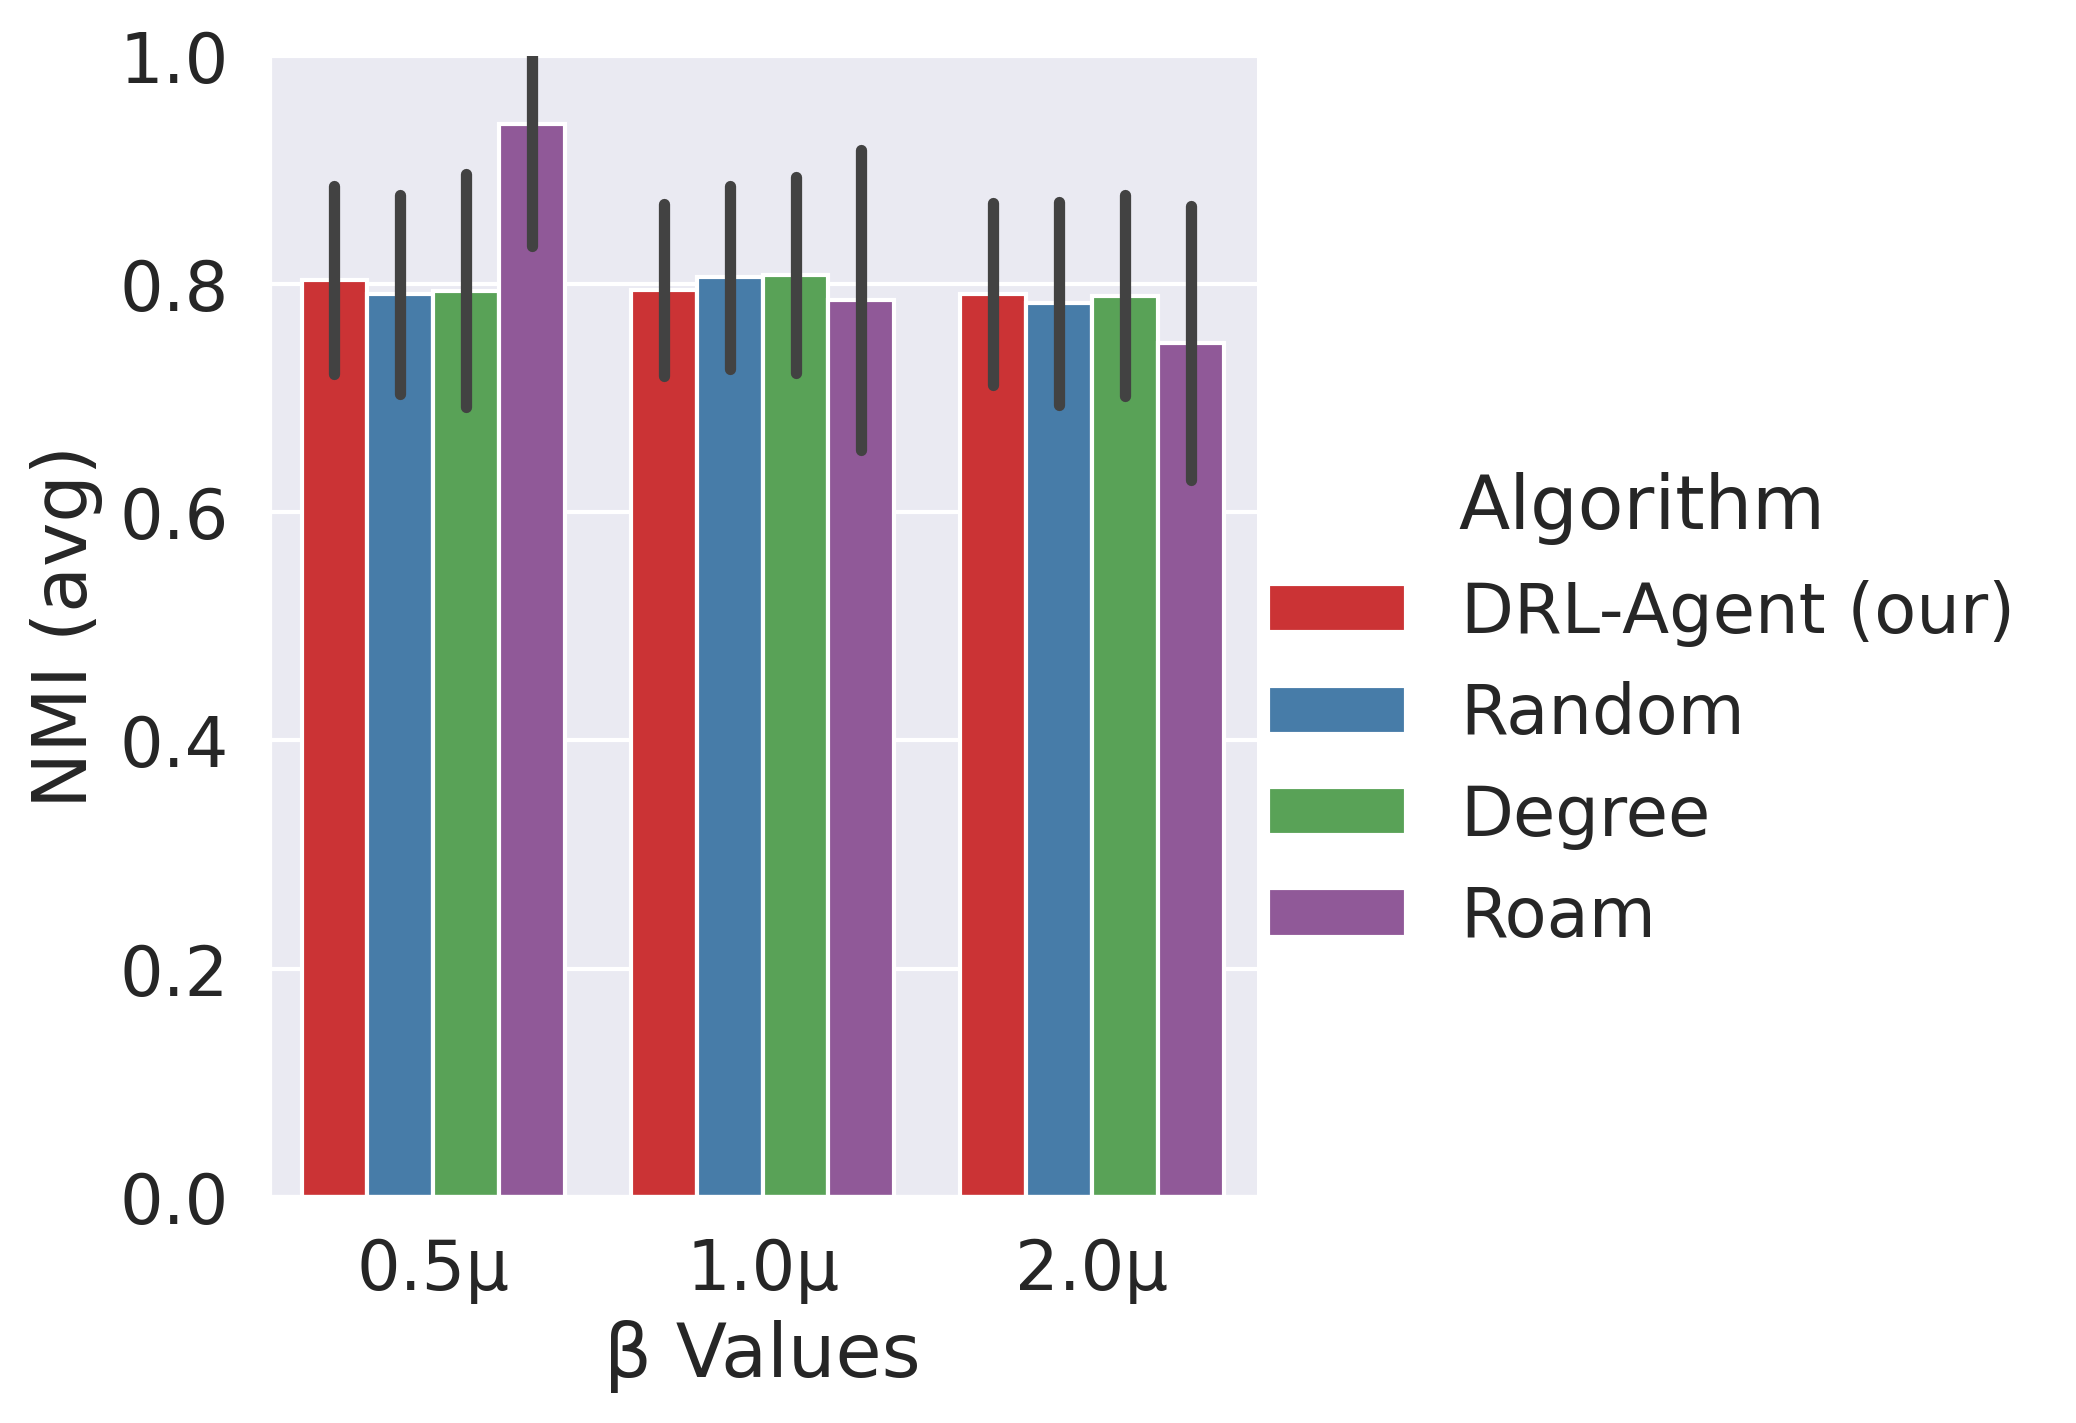 1.0
0.8
0.6
0.4
0.2
0.0
NMI (avg)
0.5μ 1.0μ 2.0μ
β Values
Algorithm
DRL-Agent (our)
Random
Degree
Roam